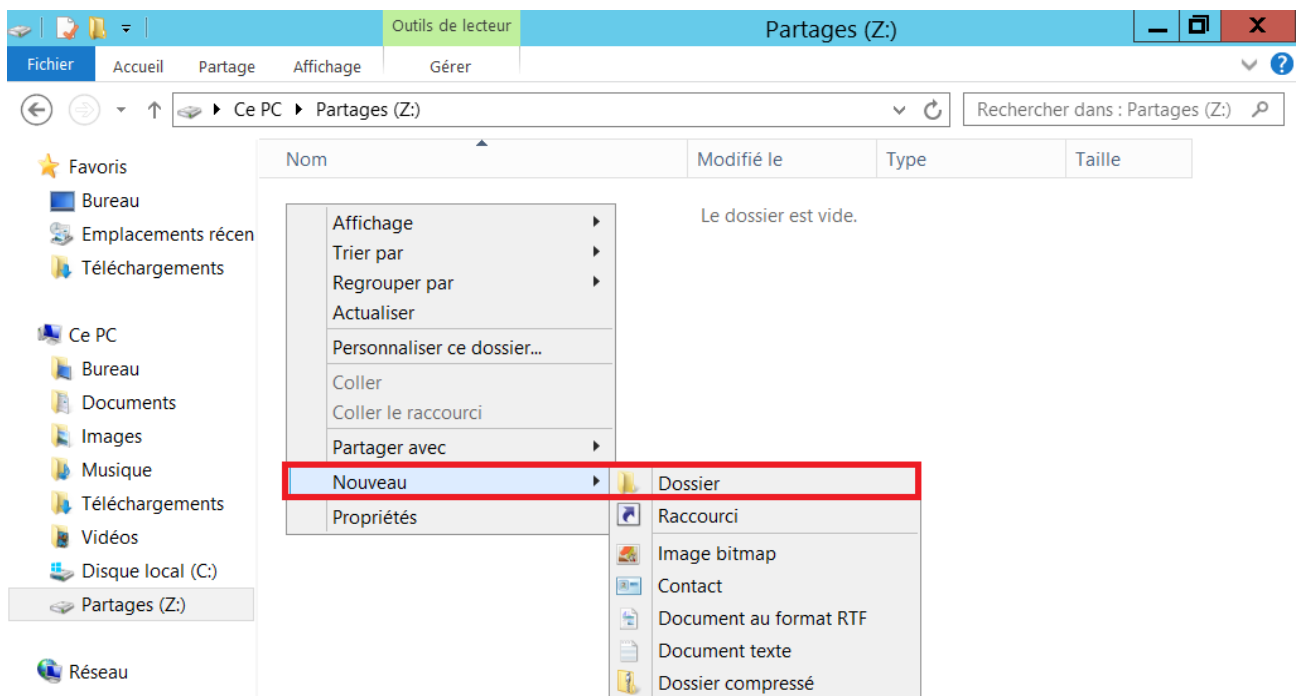 Outils de lecteur
Partages (Z:)
Fichier Accueil Partage Affichage Gérer
Ce PC Partages (Z:) Rechercher dans : Partages (Z:)
Nom Modifié le Type Taille
Le dossier est vide.
Favoris
Bureau
Emplacements récen
Téléchargements
Ce PC
Bureau
Documents
Images
Musique
Téléchargements
Vidéos
Disque local (C:)
Partages (Z:)
Réseau
Affichage
Trier par
Regrouper par
Actualiser
Personnaliser ce dossier...
Coller
Coller le raccourci
Partager avec
Nouveau
Propriétés
Dossier
Raccourci
Image bitmap
Contact
Document au format RTF
Document texte
Dossier compressé